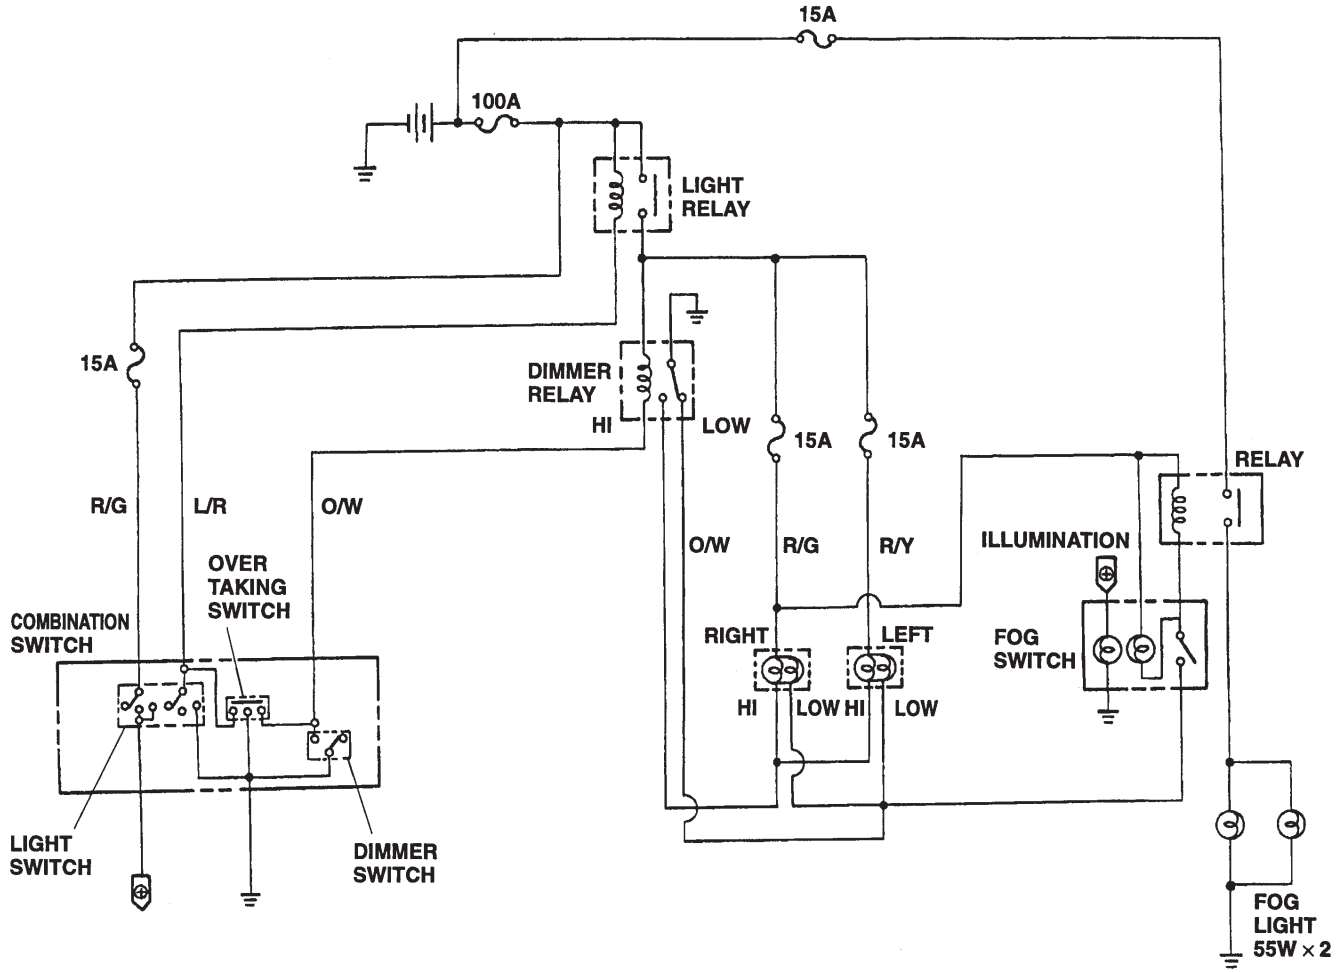 15A
100A
LIGHT
RELAY
15A
DIMMER
RELAY
HI
LOW
15A
15A
RELAY
R/G
L/R
O/W
O/W
R/G
R/Y
ILLUMINATION
OVER
TAKING
SWITCH
COMBINATION
SWITCH
RIGHT
LEFT
FOG
SWITCH
HI
LOW
HI
LOW
LIGHT
SWITCH
DIMMER
SWITCH
FOG
LIGHT
55W × 2